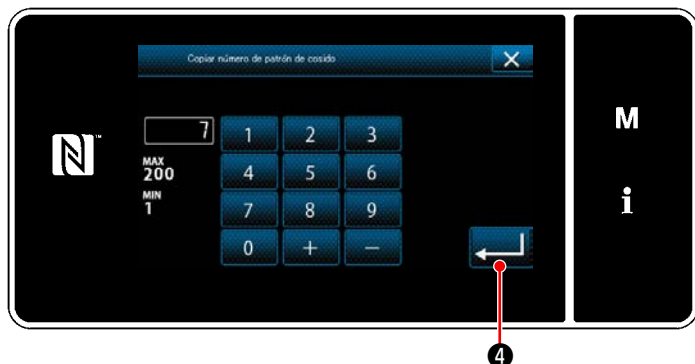 Copiar número de patrón de cosido
7
1 2 3
MAX
200
4 5 6
MIN
1
7 8 9
0 + −
M
i
4